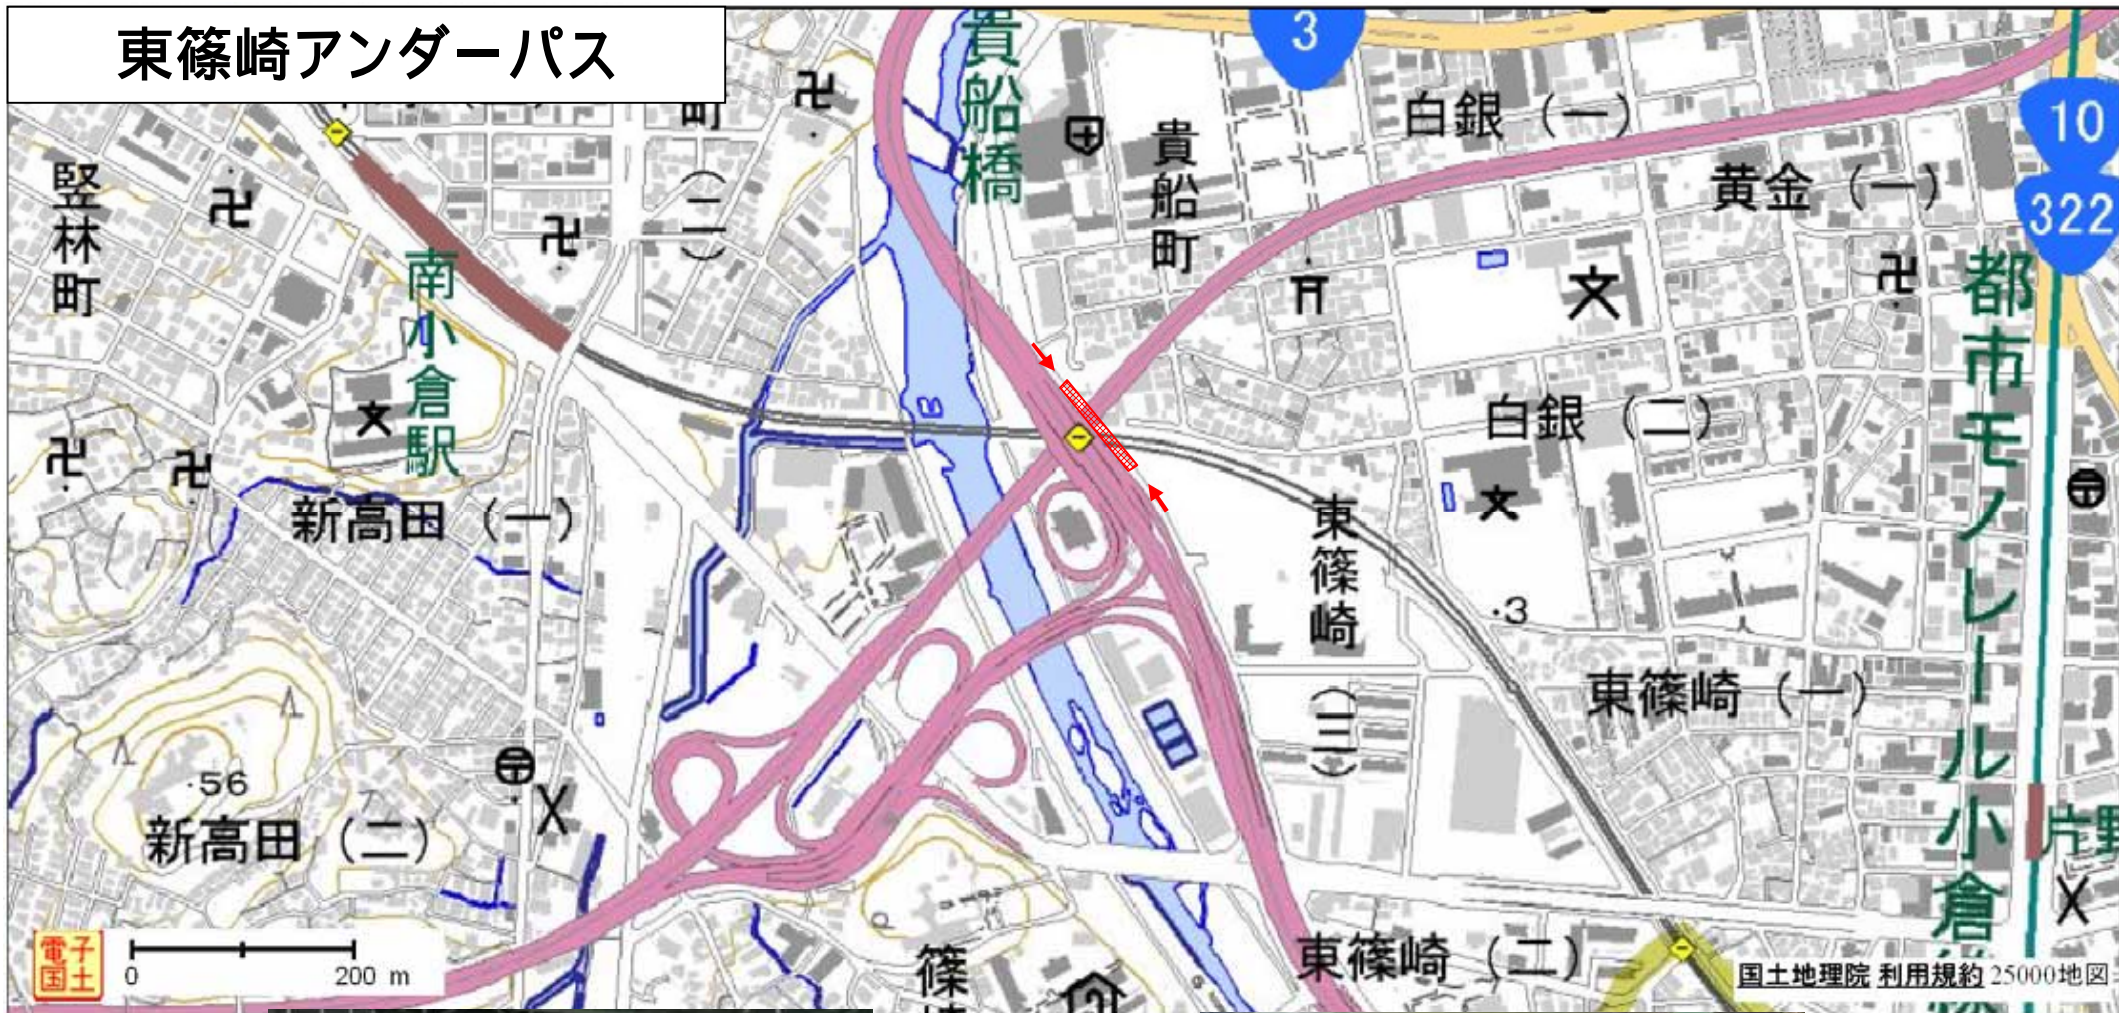 東篠崎アンダーパス
貴船橋
3
10
322
白銀（一）
黄金（一）
貴船町
竪林町
町（二）
南小倉駅
都市モノレール小倉線
白銀（二）
新高田（一）
東篠崎（三）
・3
東篠崎（一）
・56
新高田（二）
片野
東篠崎（二）
篠崎
電子国土
0 200 m
国土地理院 利用規約 25000地図